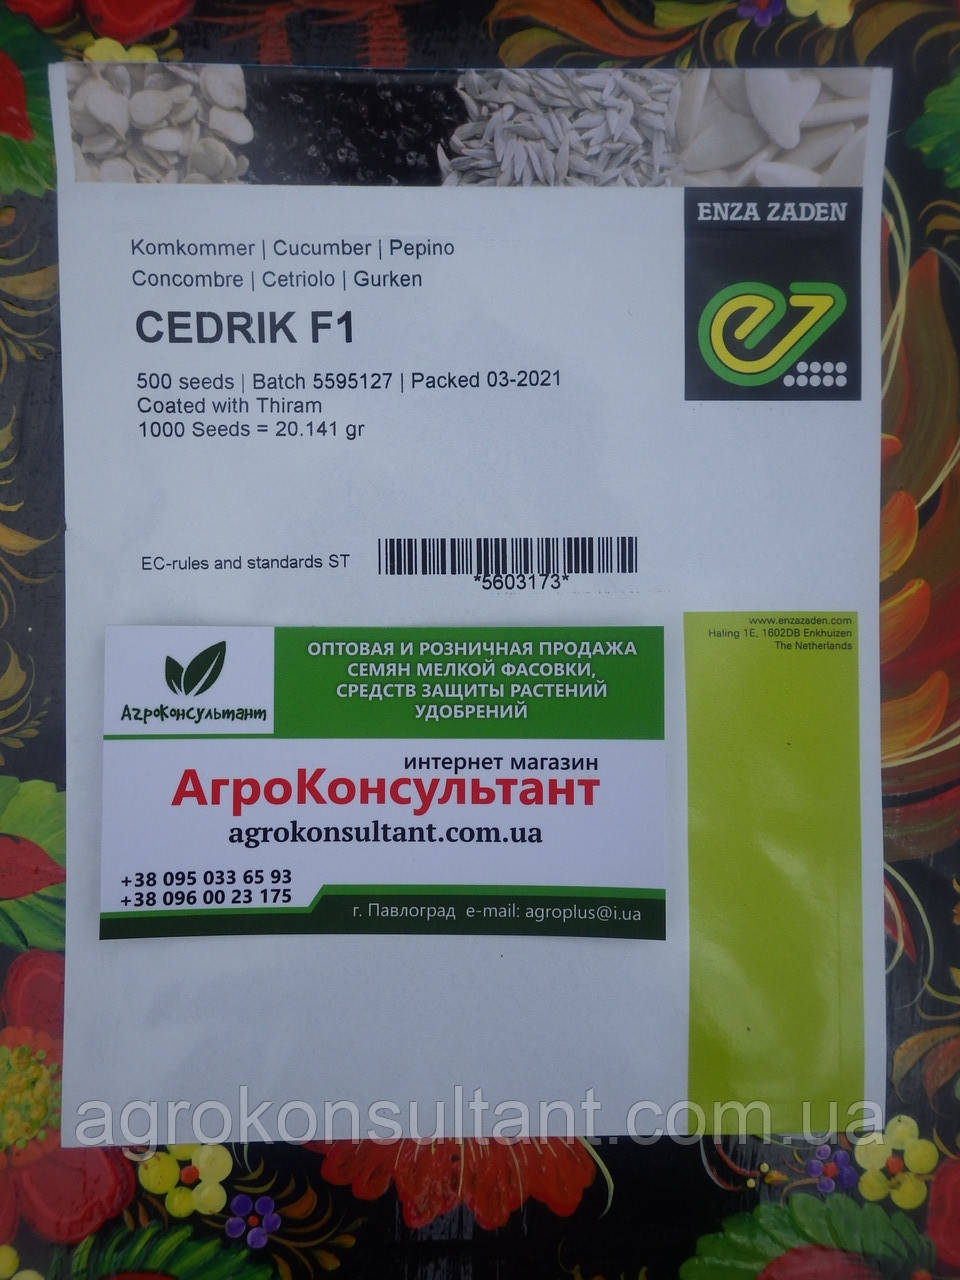 ENZA ZADEN
Komkommer | Cucumber | Pepino
Concombre | Cetriolo | Gurken
CEDRIK F1
500 seeds | Batch 5595127 | Packed 03-2021
Coated with Thiram
1000 Seeds = 20.141 gr
EC-rules and standards ST
*5603173*
www.enzazaden.com
Haling 1E, 1602DB Enkhuizen
The Netherlands
АгроКонсультант
ОПТОВАЯ И РОЗНИЧНАЯ ПРОДАЖА
СЕМЯН МЕЛКОЙ ФАСОВКИ,
СРЕДСТВ ЗАЩИТЫ РАСТЕНИЙ
УДОБРЕНИЙ
интернет магазин
АгроКонсультант
agrokonsultant.com.ua
+38 095 033 65 93
+38 096 00 23 175
г. Павлоград e-mail: agroplus@i.ua
agrokonsultant.com.ua